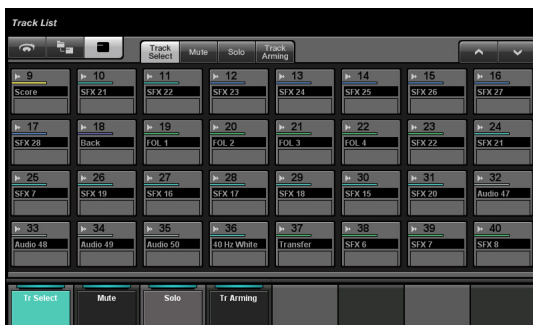 Track List
Track Select Mute Solo Track Arming
9 10 11 12 13 14 15 16
Score SFX 21 SFX 22 SFX 23 SFX 24 SFX 25 SFX 26 SFX 27
17 18 19 20 21 22 23 24
SFX 28 Back FOL 1 FOL 2 FOL 3 FOL 4 SFX 22 SFX 21
25 26 27 28 29 30 31 32
SFX 7 SFX 19 SFX 16 SFX 17 SFX 18 SFX 15 SFX 20 Audio 47
33 34 35 36 37 38 39 40
Audio 48 Audio 49 Audio 50 40 Hz White Transfer SFX 6 SFX 7 SFX 8
Tr Select Mute Solo Tr Arming